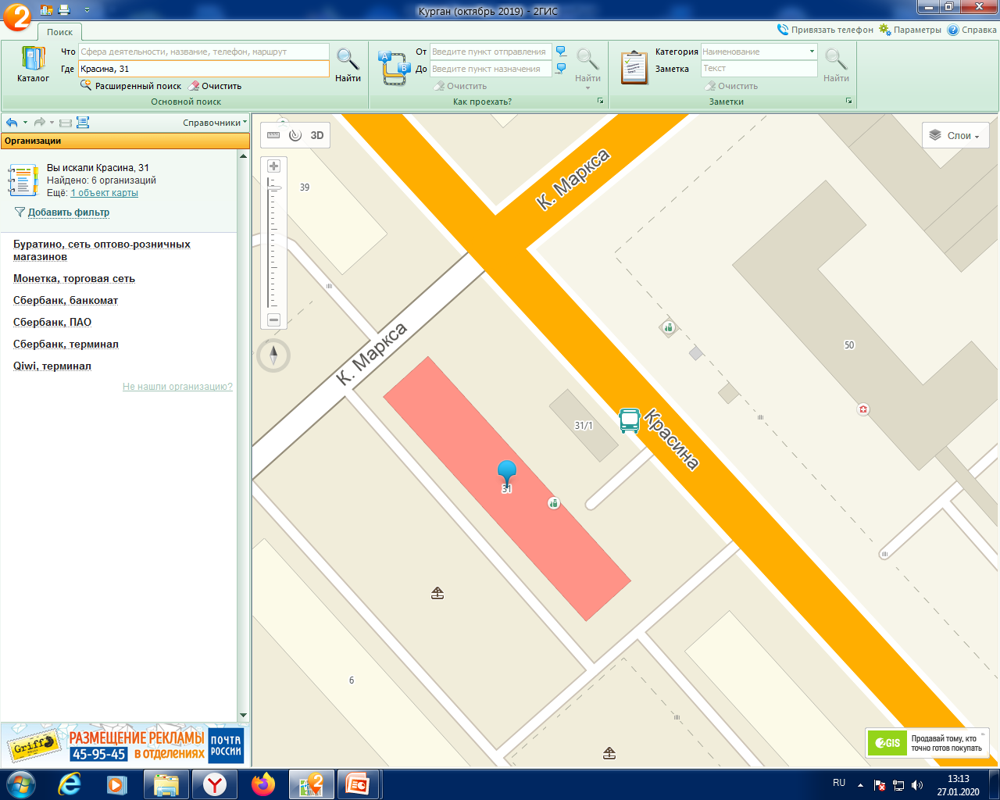 Курган (октябрь 2019) - 2ГИС
Поиск
Привязать телефон
Параметры
Справка
Каталог
Что
Сфера деятельности, название, телефон, маршрут
Где
Красина, 31
Найти
Расширенный поиск
Очистить
Основной поиск
От
Введите пункт отправления
До
Введите пункт назначения
Найти
Очистить
Как проехать?
Категория
Наименование
Заметка
Текст
Найти
Очистить
Заметки
Справочники
Организации
Вы искали Красина, 31
Найдено: 6 организаций
Ещё: 1 объект карты
Добавить фильтр
Буратино, сеть оптово-розничных
магазинов
Монетка, торговая сеть
Сбербанк, банкомат
Сбербанк, ПАО
Сбербанк, терминал
Qiwi, терминал
Не нашли организацию?
3D
Слои
39
К. Маркса
К. Маркса
50
31/1
Красина
31
6
Griff
РАЗМЕЩЕНИЕ РЕКЛАМЫ
45-95-45 В ОТДЕЛЕНИЯХ
ПОЧТА
РОССИИ
2GIS
Продавай тому, кто
точно готов покупать
RU
13:13
27.01.2020